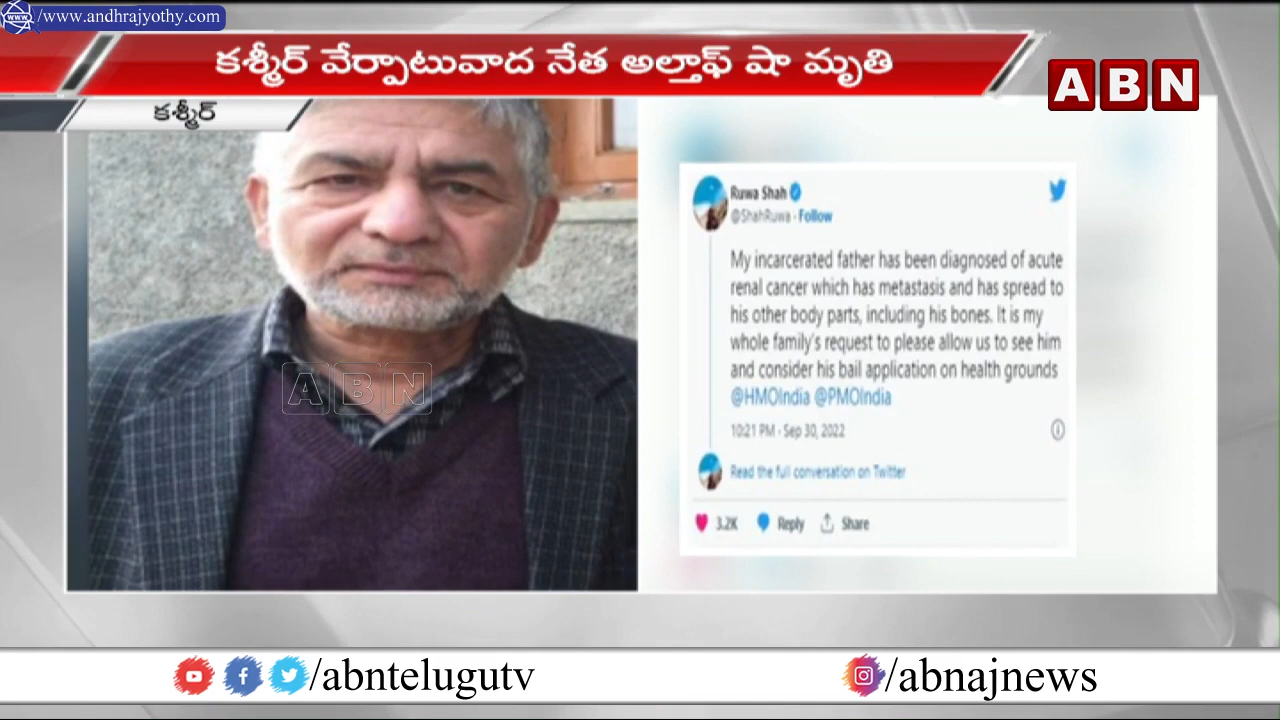 www.
/www.andhrajyothy.com
కశ్మీర్ వేర్పాటువాద నేత అల్తాఫ్ షా మృతి
ABN
కశ్మీర్
ABN
Ruwa Shah
@ShahRuwa · Follow
My incarcerated father has been diagnosed of acute
renal cancer which has metastasis and has spread to
his other body parts, including his bones. It is my
whole family's request to please allow us to see him
and consider his bail application on health grounds
@HMOIndia @PMOIndia
10:21 PM · Sep 30, 2022
Read the full conversation on Twitter
3.2K Reply Share
/abntelugutv /abnajnews